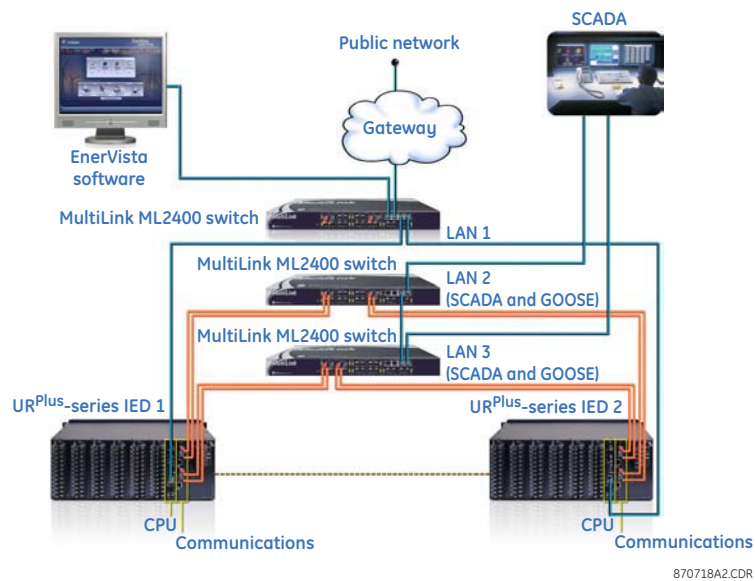 SCADA
Public network
Gateway
EnerVista
software
MultiLink ML2400 switch
LAN 1
MultiLink ML2400 switch
LAN 2
(SCADA and GOOSE)
MultiLink ML2400 switch
LAN 3
(SCADA and GOOSE)
URPlus-series IED 1
URPlus-series IED 2
CPU
Communications
CPU
Communications
870718A2.CDR